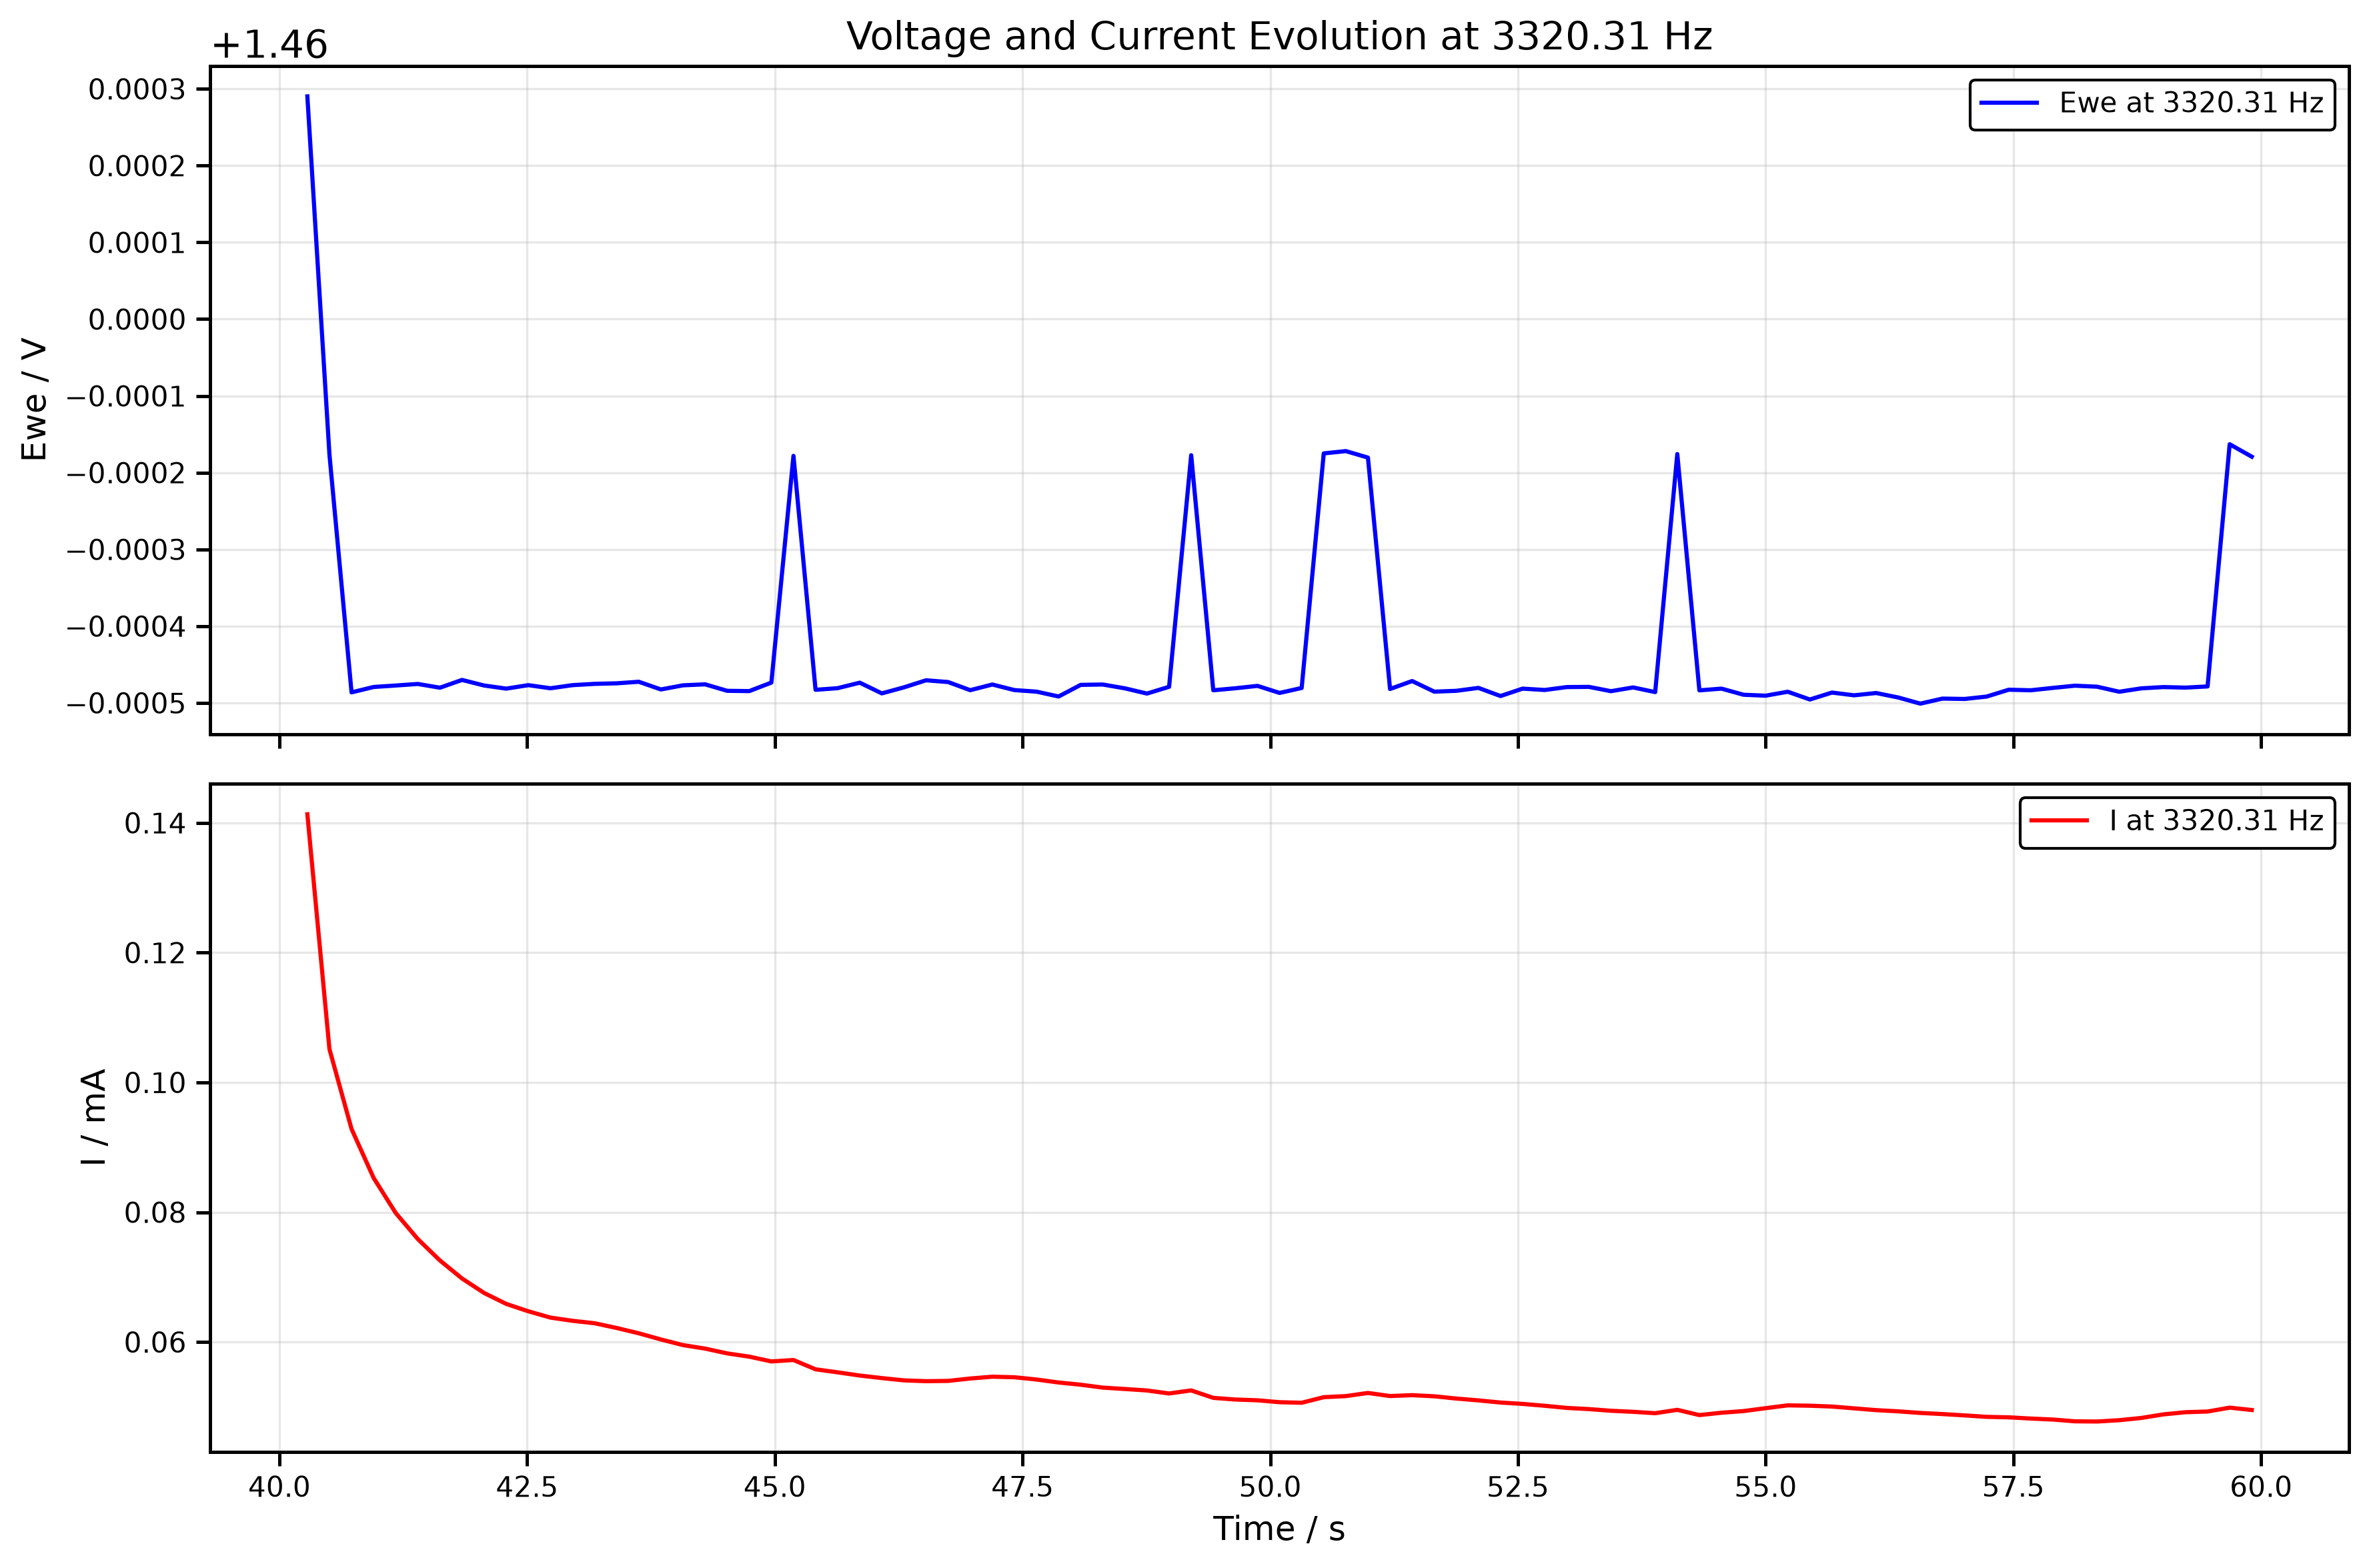 Voltage and Current Evolution at 3320.31 Hz
+1.46
0.0003
0.0002
0.0001
0.0000
−0.0001
−0.0002
−0.0003
−0.0004
−0.0005
Ewe / V
Ewe at 3320.31 Hz
0.14
0.12
0.10
0.08
0.06
I / mA
I at 3320.31 Hz
40.0 42.5 45.0 47.5 50.0 52.5 55.0 57.5 60.0
Time / s